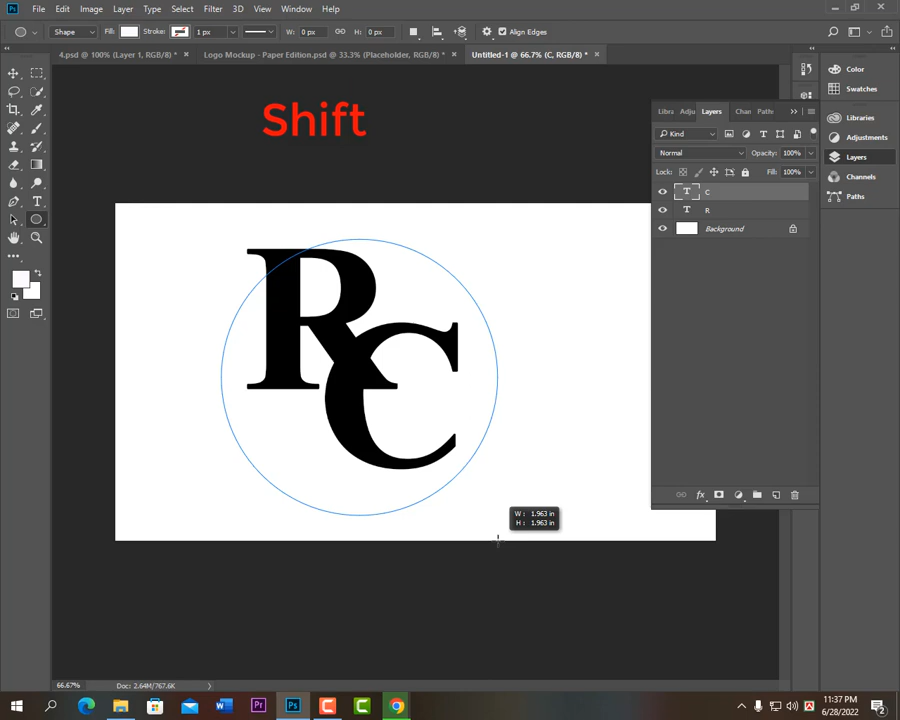 Ps File Edit Image Layer Type Select Filter 3D View Window Help
Shape Fill: Stroke: 1 px W: 0 px H: 0 px Align Edges
4.psd @ 100% (Layer 1, RGB/8) * × Logo Mockup - Paper Edition.psd @ 33.3% (Placeholder, RGB/8) * × Untitled-1 @ 66.7% (C, RGB/8) * ×
Color
Swatches
Libraries
Adjustments
Layers
Channels
Paths
Libra Adju Layers Chan Paths
Kind
Normal Opacity: 100%
Lock: Fill: 100%
T C
T R
Background
Shift
R
C
W: 1.963 in
H: 1.963 in
66.67% Doc: 2.64M/767.6K
11:37 PM
6/28/2022
2